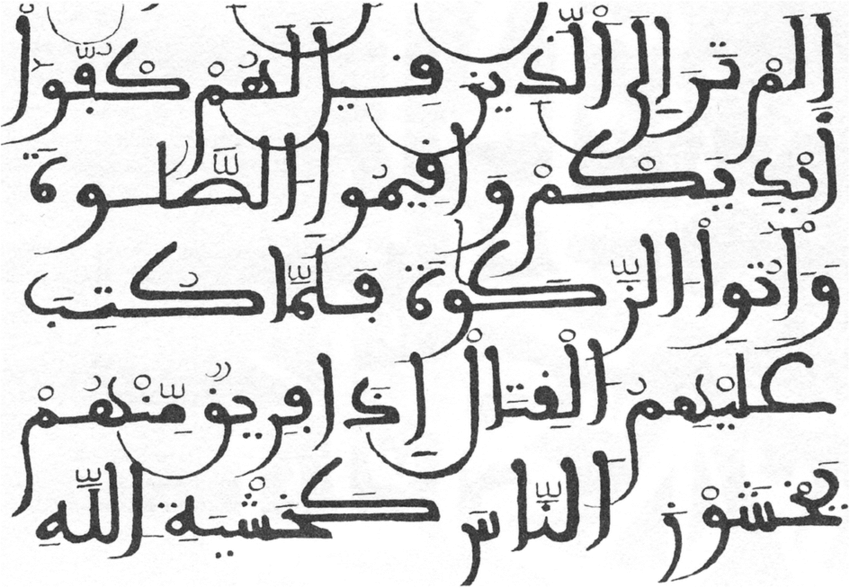 أَلَمْ تَرَ إِلَى ٱلَّذِينَ قِيلَ لَهُمْ كُفُّوٓاْ
أَيْدِيَكُمْ وَأَقِيمُواْ ٱلصَّلَوٰةَ
وَءَاتُواْ ٱلزَّكَوٰةَ فَلَمَّا كُتِبَ
عَلَيْهِمُ ٱلْقِتَالُ إِذَا فَرِيقٌ مِّنْهُمْ
يَخْشَوْنَ ٱلنَّاسَ كَخَشْيَةِ ٱللَّهِ